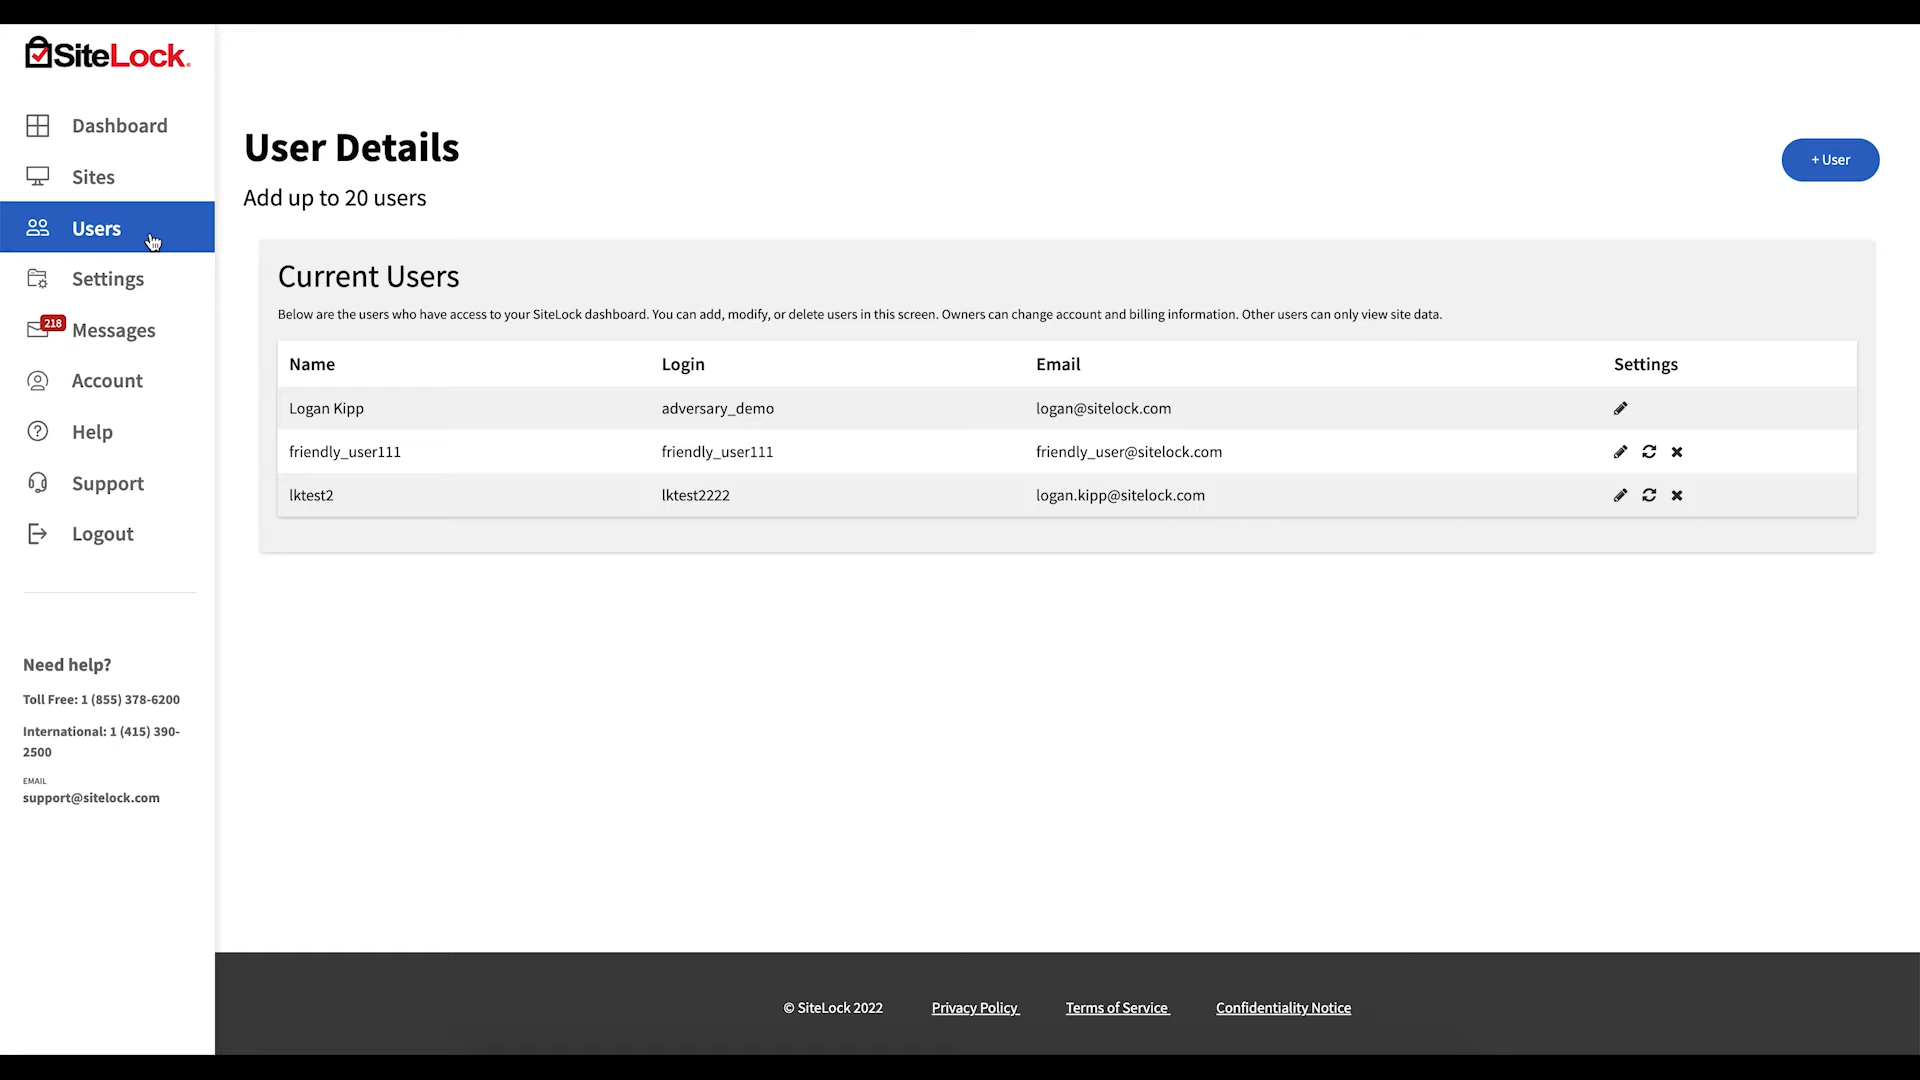 SiteLock®
Dashboard
Sites
Users
Settings
218
Messages
Account
Help
Support
Logout
Need help?
Toll Free: 1 (855) 378-6200
International: 1 (415) 390-
2500
EMAIL
support@sitelock.com
User Details
+ User
Add up to 20 users
Current Users
Below are the users who have access to your SiteLock dashboard. You can add, modify, or delete users in this screen. Owners can change account and billing information. Other users can only view site data.
Name Login Email Settings
Logan Kipp adversary_demo logan@sitelock.com
friendly_user111 friendly_user111 friendly_user@sitelock.com
lktest2 lktest2222 logan.kipp@sitelock.com
© SiteLock 2022 Privacy Policy Terms of Service Confidentiality Notice